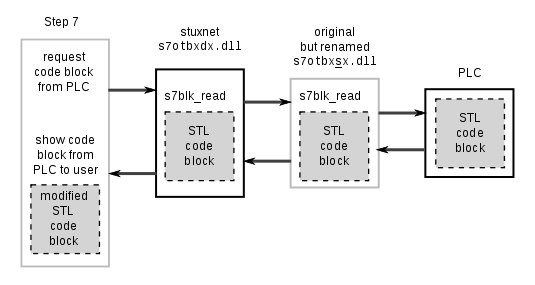 Step 7
request
code block
from PLC
show code
block from
PLC to user
modified
STL
code
block
stuxnet
s7otbxdx.dll
s7blk_read
STL
code
block
original
but renamed
s7otbxsx.dll
s7blk_read
STL
code
block
PLC
STL
code
block